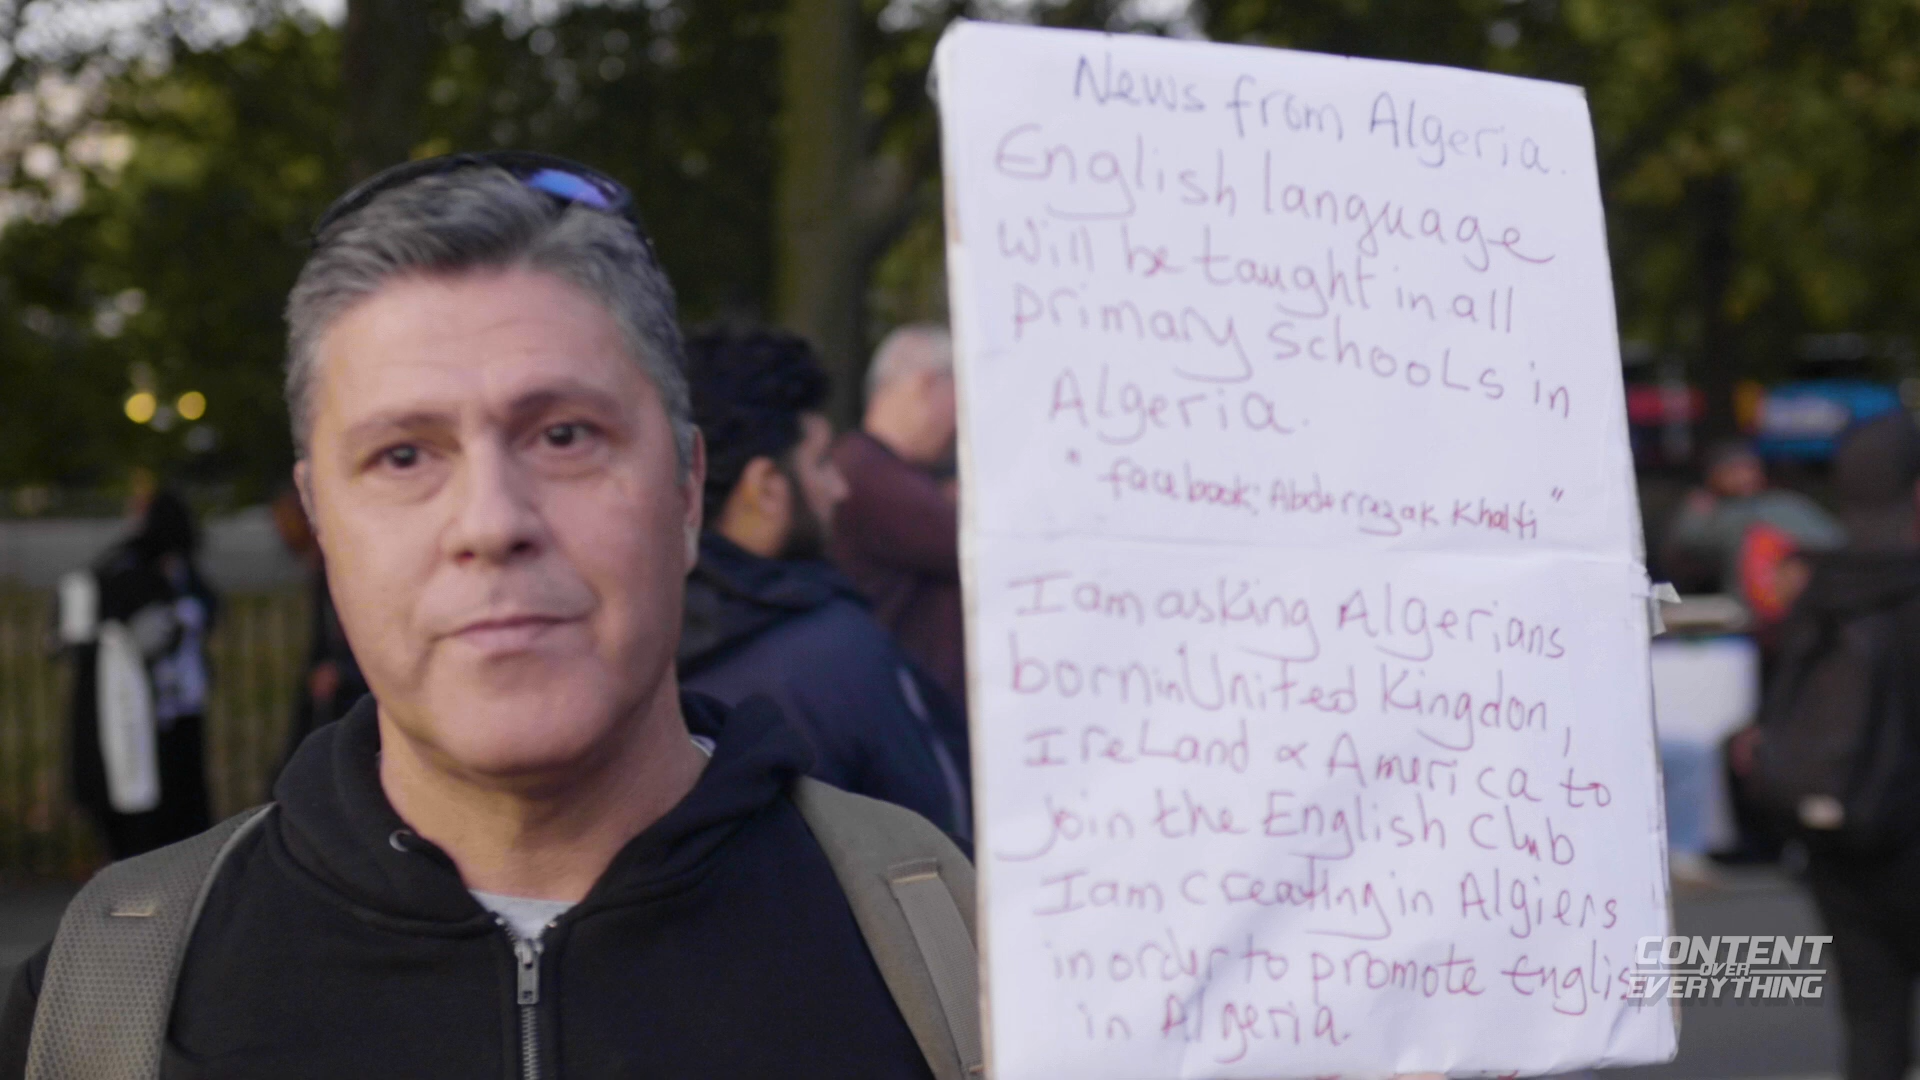 News from Algeria.
English language
Will be taught in all
primary schools in
Algeria.
"facebook: Abderrezak Khalfi"
I am asking Algerians
born in United Kingdon,
IreLand & America to
Join the English Club
I am creating in Algiers
in order to promote Englis
in Algeria.
CONTENT
OVER
EVERYTHING